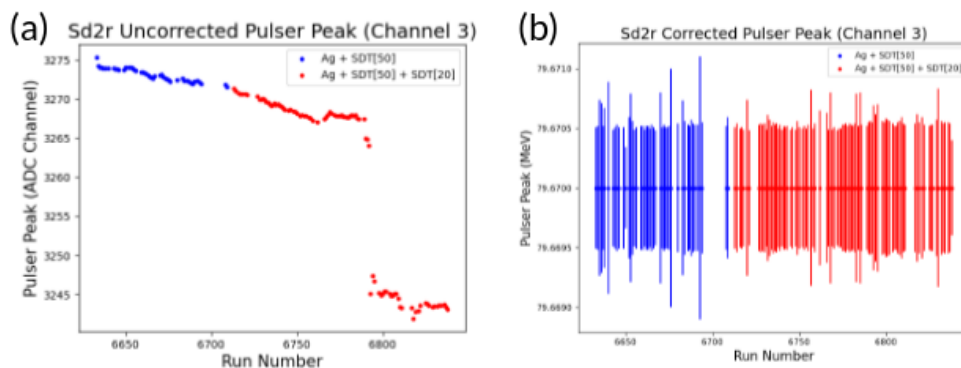 (a)
Sd2r Uncorrected Pulser Peak (Channel 3)
Ag + SDT[50]
Ag + SDT[50] + SDT[20]
3275
3270
3265
3260
3255
3250
3245
Pulser Peak (ADC Channel)
6650
6700
6750
6800
Run Number
(b)
Sd2r Corrected Pulser Peak (Channel 3)
Ag + SDT[50]
Ag + SDT[50] + SDT[20]
79.6710
79.6705
79.6700
79.6695
79.6690
Pulser Peak (MeV)
6650
6700
6750
6800
Run Number